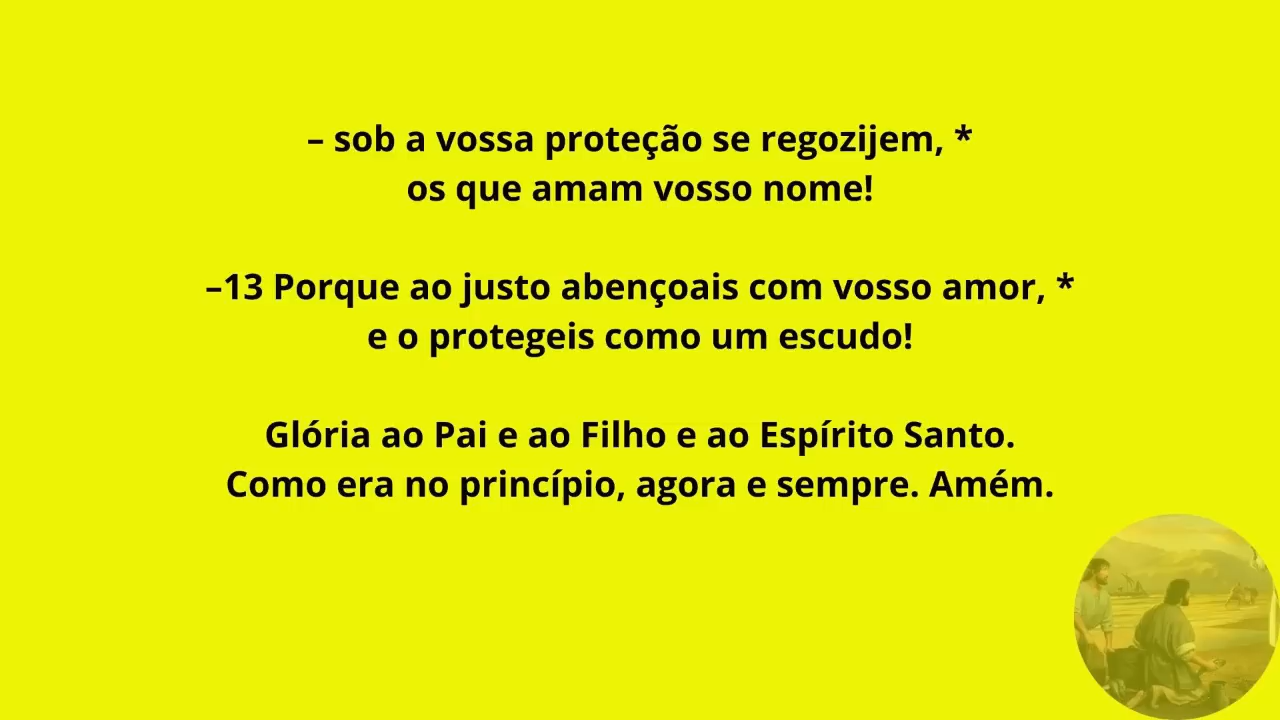 – sob a vossa proteção se regozijem, *
os que amam vosso nome!
–13 Porque ao justo abençoais com vosso amor, *
e o protegeis como um escudo!
Glória ao Pai e ao Filho e ao Espírito Santo.
Como era no princípio, agora e sempre. Amém.